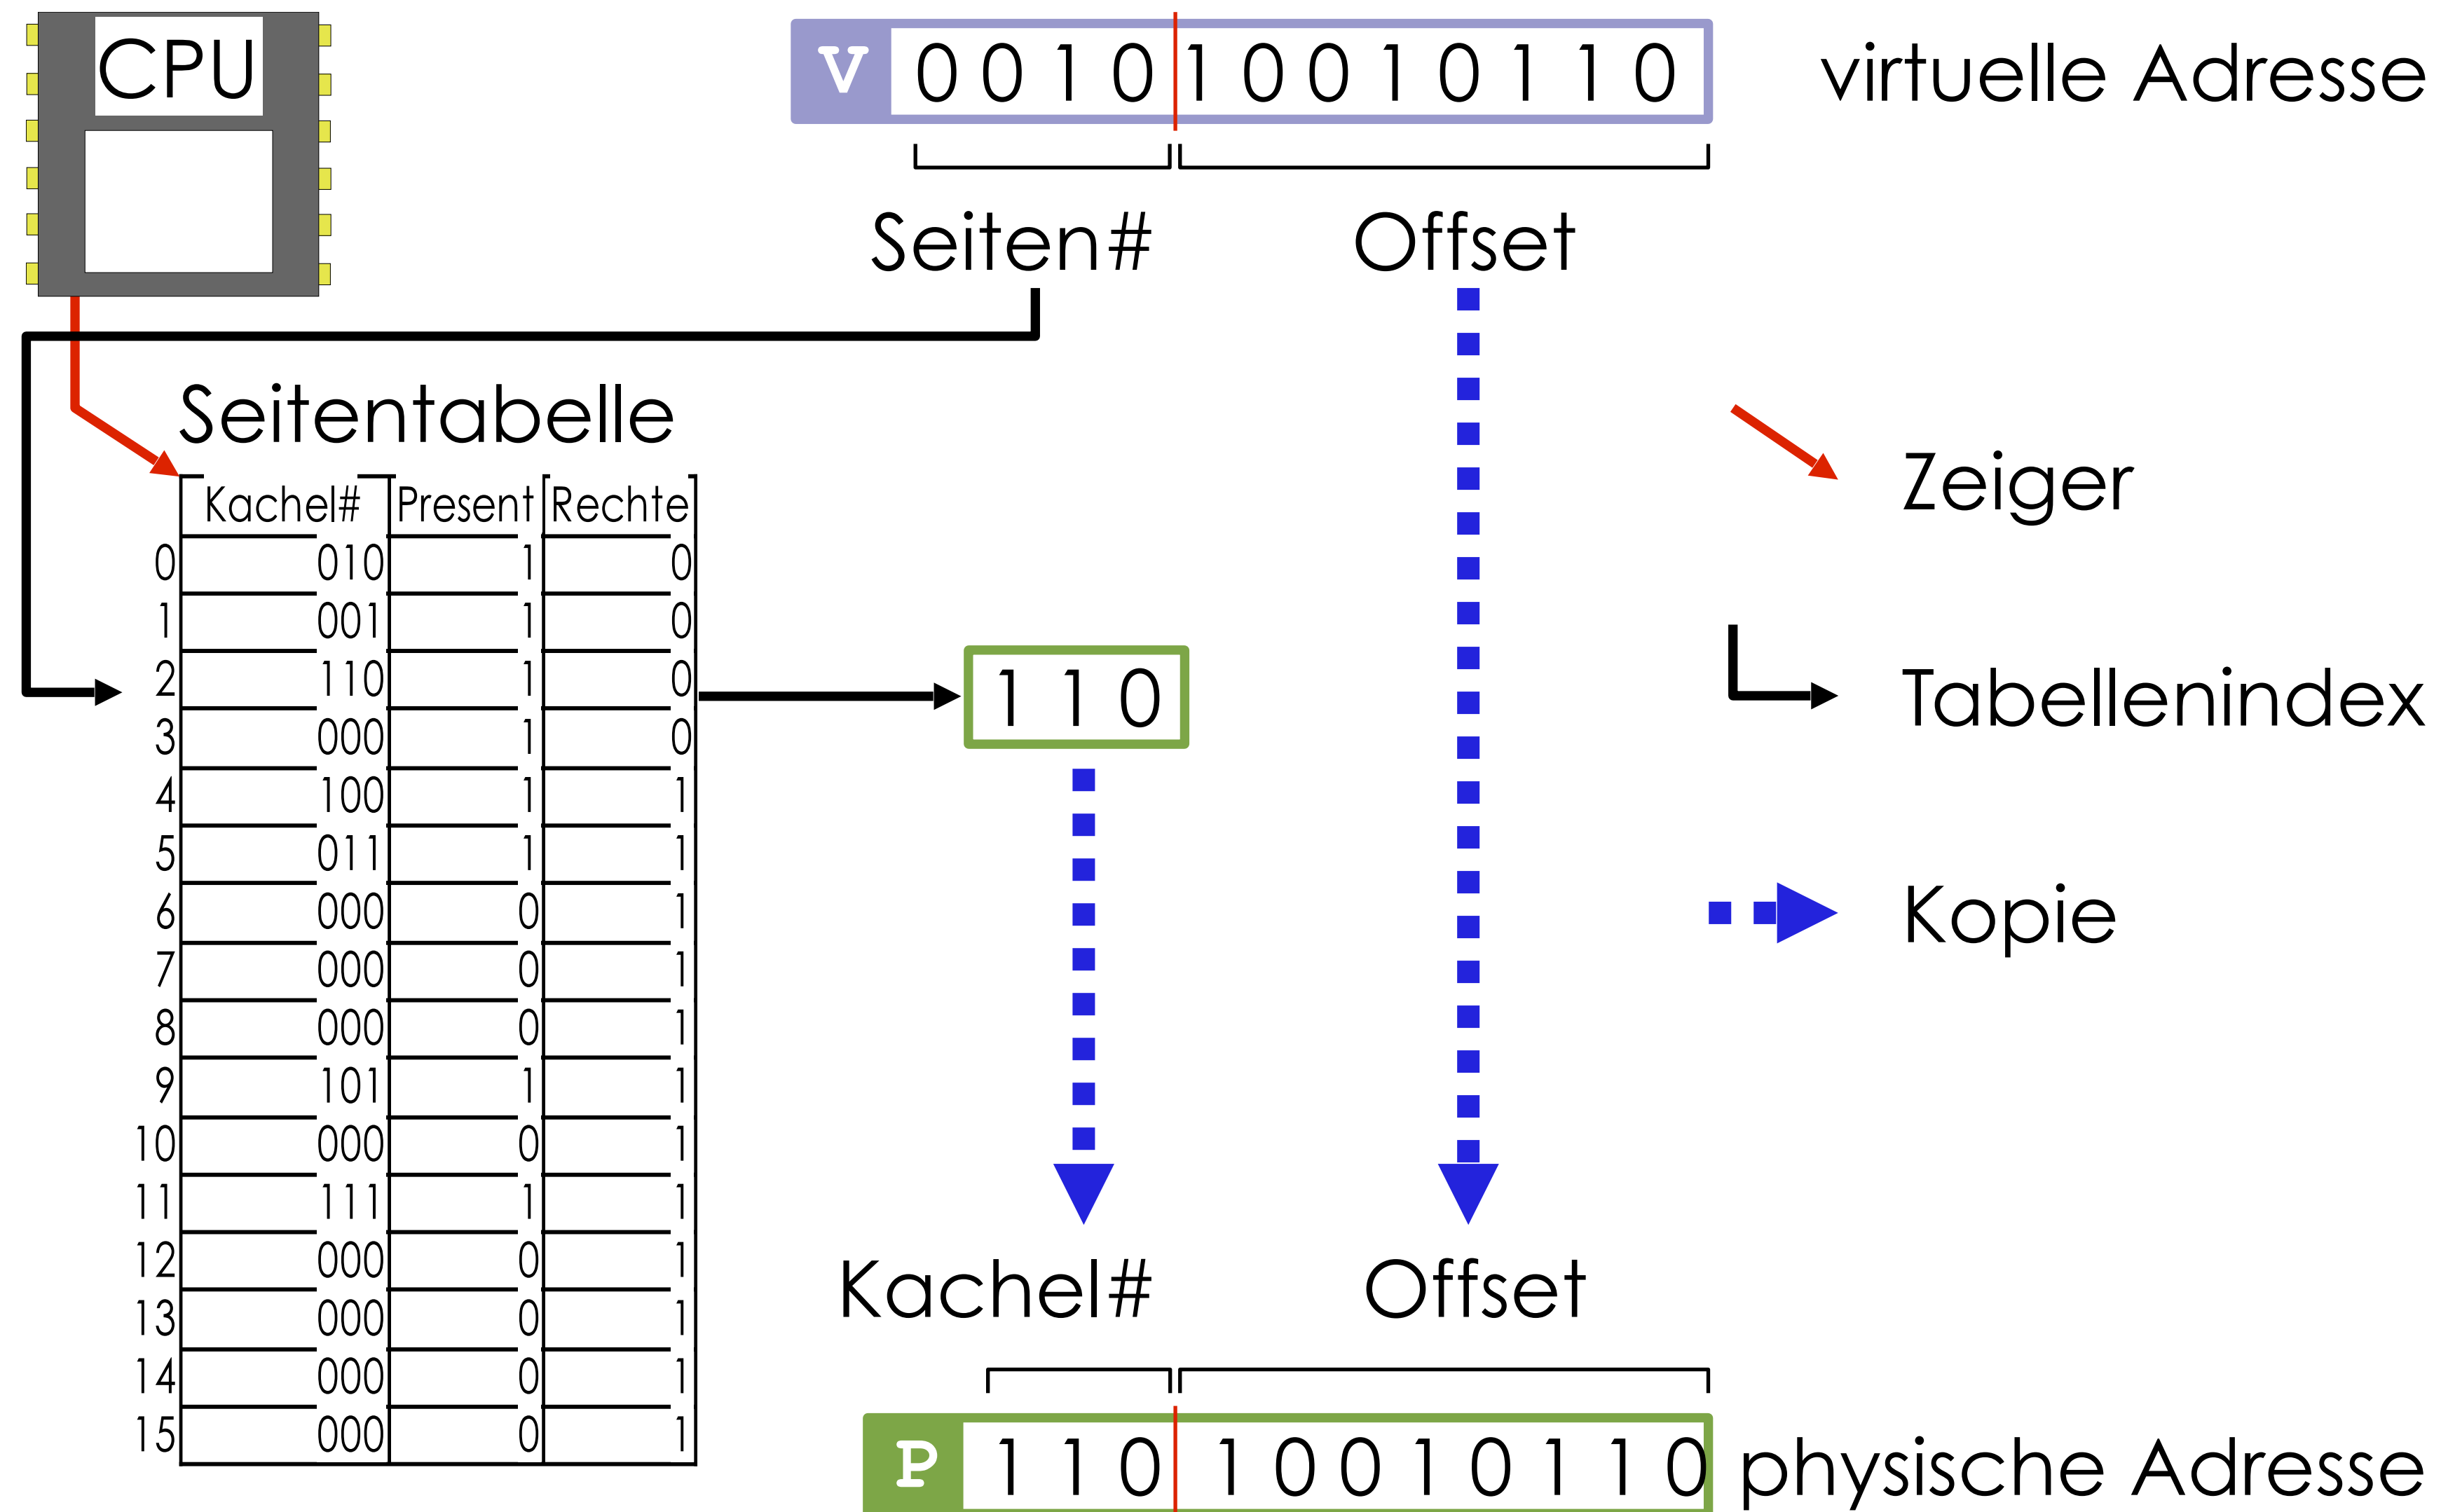 CPU
V 0 0 1 0 1 0 0 1 0 1 1 0 virtuelle Adresse
Seiten# Offset
Seitentabelle
Kachel# Present Rechte
0 010 1 0
1 001 1 0
2 110 1 0
3 000 1 0
4 100 1 1
5 011 1 1
6 000 0 1
7 000 0 1
8 000 0 1
9 101 1 1
10 000 0 1
11 111 1 1
12 000 0 1
13 000 0 1
14 000 0 1
15 000 0 1
1 1 0
Zeiger
Tabellenindex
Kopie
Kachel# Offset
P 1 1 0 1 0 0 1 0 1 1 0 physische Adresse